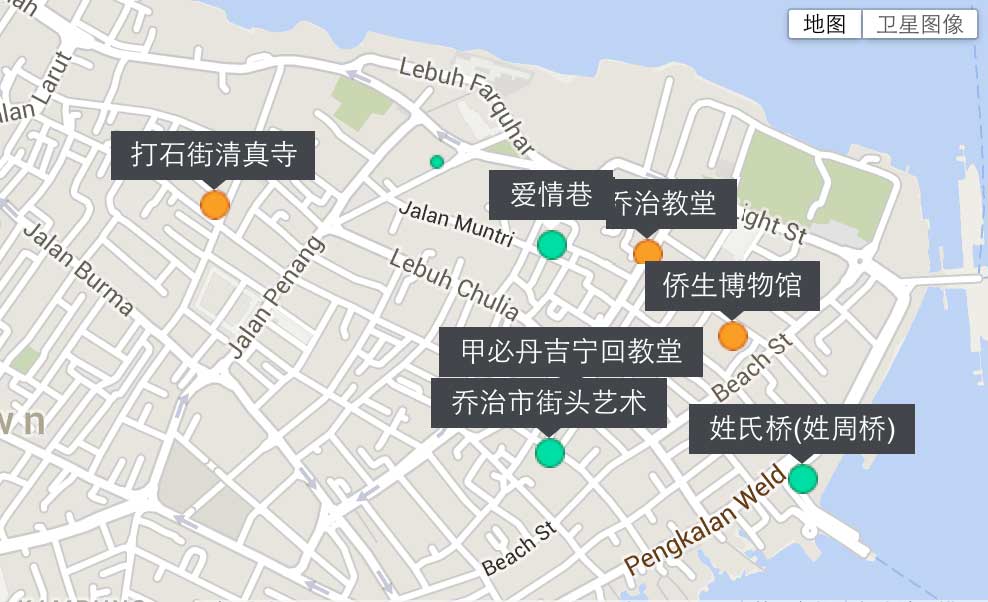 地图
卫星图像
Lebuh Farquhar
Jalan Larut
打石街清真寺
爱情巷
乔治教堂
Light St
Jalan Muntri
Jalan Burma
Jalan Penang
Lebuh Chulia
侨生博物馆
甲必丹吉宁回教堂
Beach St
乔治市街头艺术
姓氏桥(姓周桥)
Pengkalan Weld
Beach St